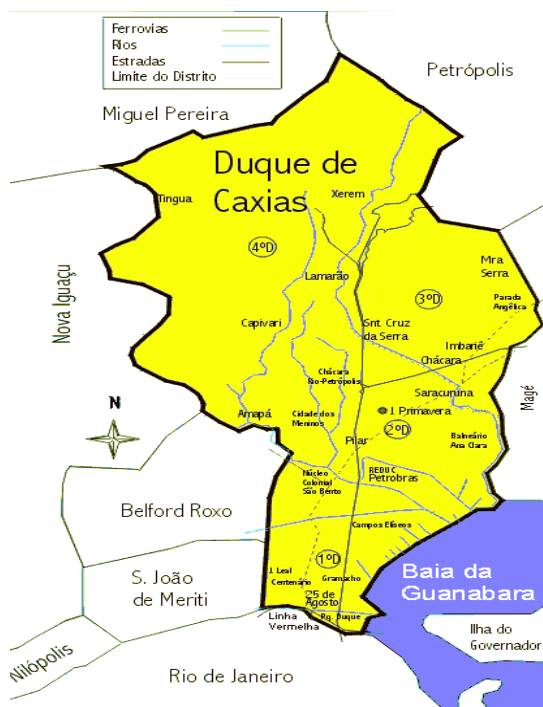 Ferrovias
Rios
Estradas
Limite do Distrito
Petrópolis
Miguel Pereira
Duque de
Caxias
Tingua
Xerem
4ºD
Mra
Serra
Lamarão
3ºD
Parada
Angélica
Nova Iguaçu
Capivari
Snt. Cruz
da Serra
Imbariê
Chácara
Chácara
Rio-Petrópolis
Saracuruna
Magé
N
Amapá
Cidade dos
Meninos
J. Primavera
2ºD
Pilar
Balneário
Ana Clara
Núcleo
Colonial
São Bento
REDUC
Petrobras
Belford Roxo
Campos Elíseos
1ºD
J. Leal
Centenário
Gramacho
Baia da
Guanabara
S. João
de Meriti
25 de
Agosto
Linha
Vermelha
Pq. Duque
Ilha do
Governador
Nilópolis
Rio de Janeiro